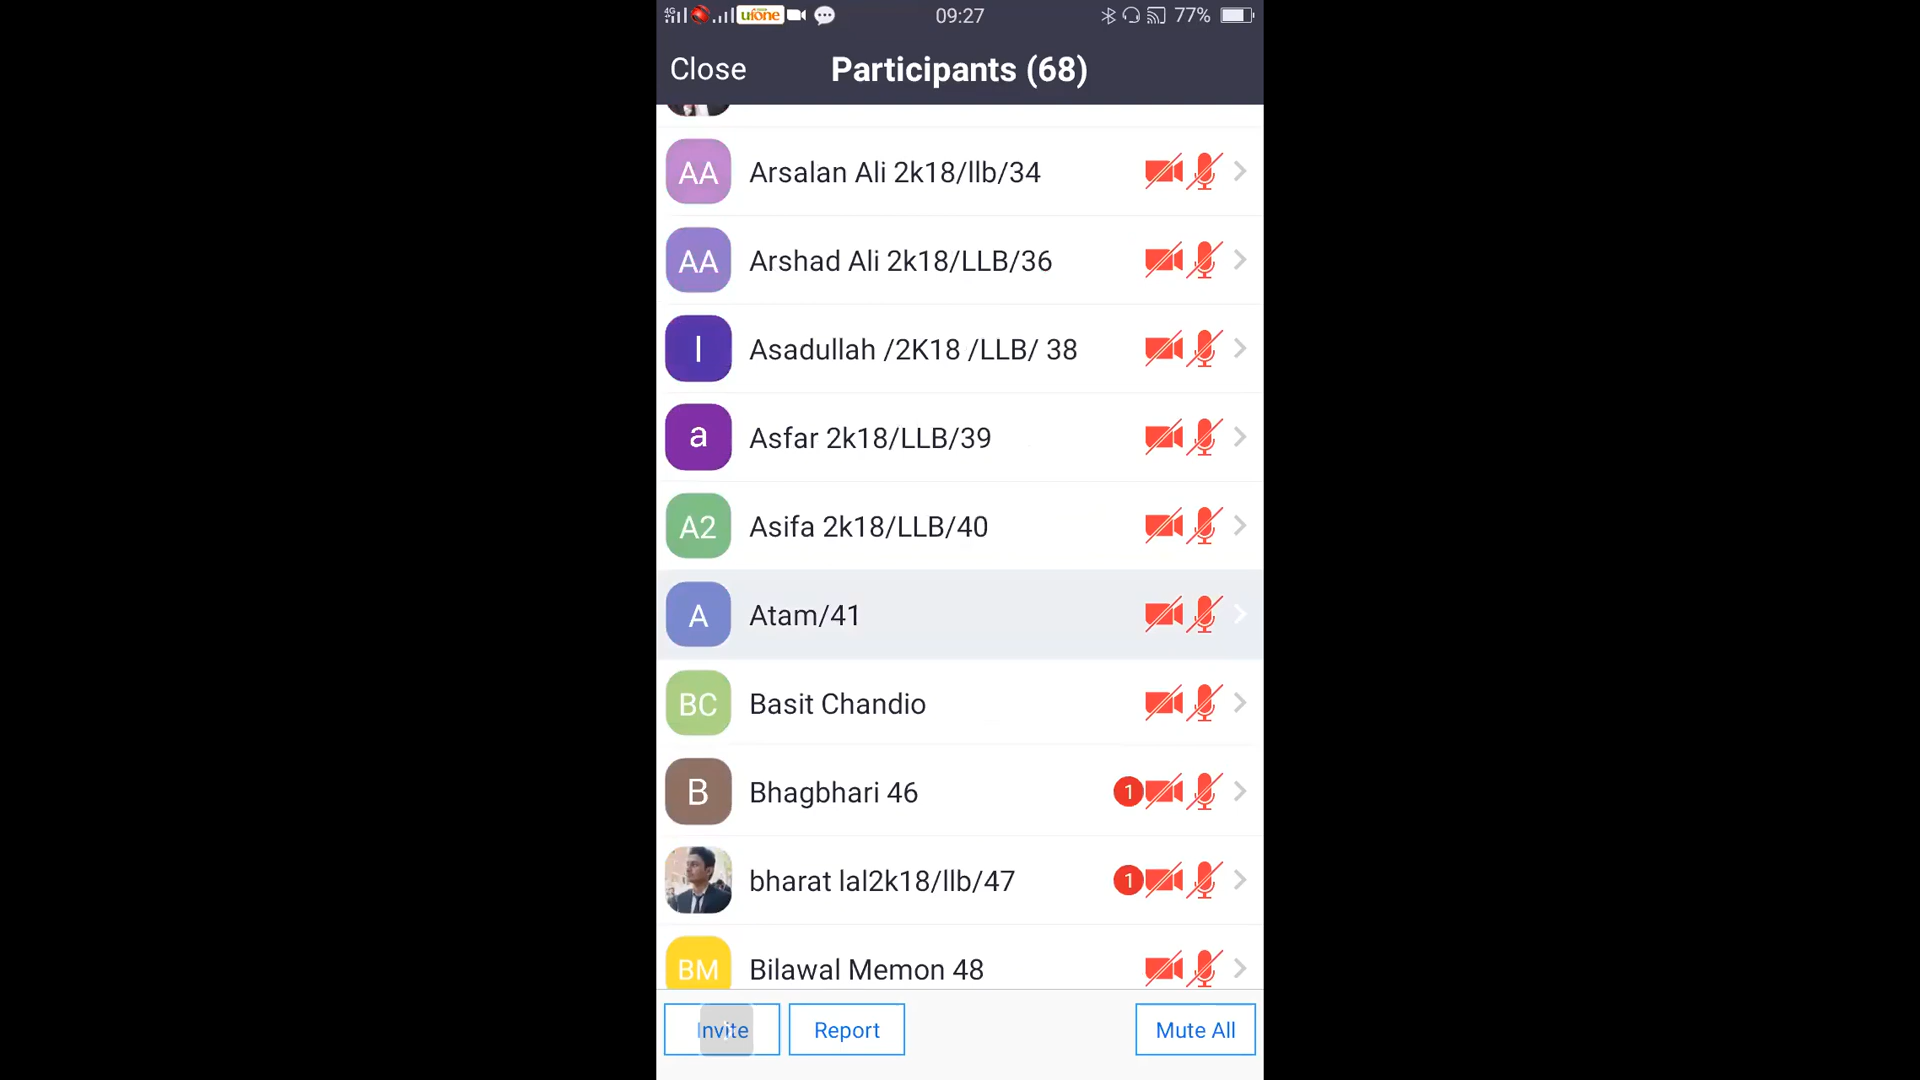 4G ufone 09:27 77%
Close Participants (68)
AA Arsalan Ali 2k18/llb/34
AA Arshad Ali 2k18/LLB/36
l Asadullah /2K18 /LLB/ 38
a Asfar 2k18/LLB/39
A2 Asifa 2k18/LLB/40
A Atam/41
BC Basit Chandio
B Bhagbhari 46 1
bharat lal2k18/llb/47 1
BM Bilawal Memon 48
Invite Report Mute All